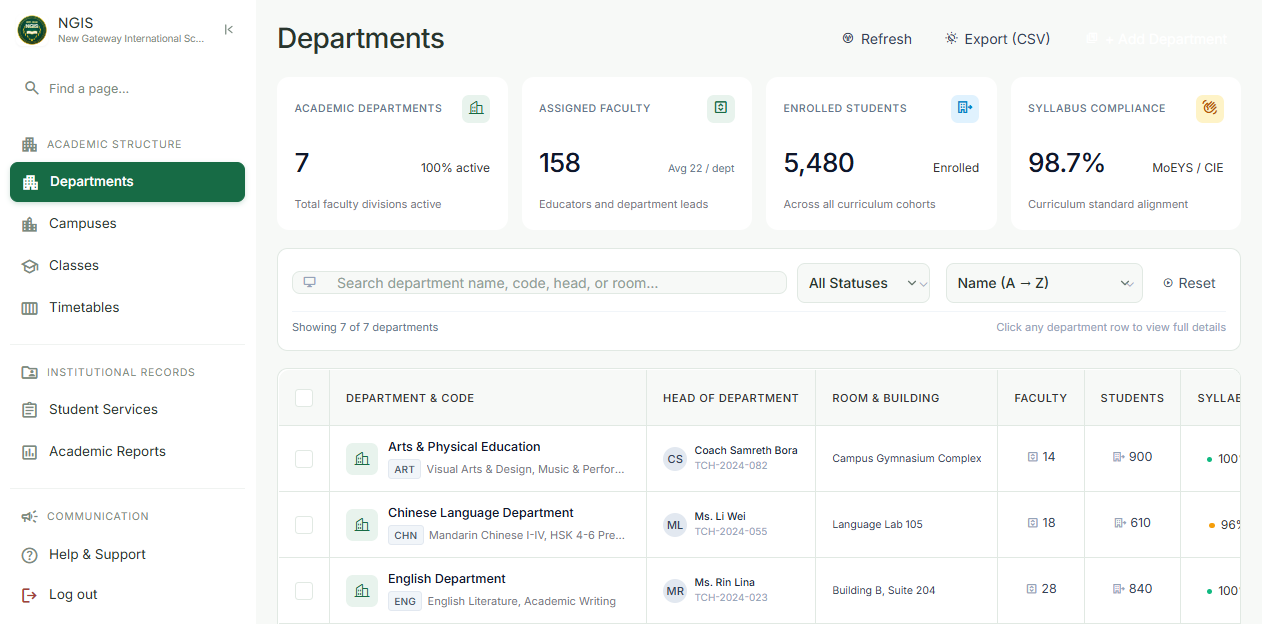 NGIS
New Gateway International Sc...
Find a page...
ACADEMIC STRUCTURE
Departments
Campuses
Classes
Timetables
INSTITUTIONAL RECORDS
Student Services
Academic Reports
COMMUNICATION
Help & Support
Log out
Departments
Refresh
Export (CSV)
+ Add Department
ACADEMIC DEPARTMENTS
7
100% active
Total faculty divisions active
ASSIGNED FACULTY
158
Avg 22 / dept
Educators and department leads
ENROLLED STUDENTS
5,480
Enrolled
Across all curriculum cohorts
SYLLABUS COMPLIANCE
98.7%
MoEYS / CIE
Curriculum standard alignment
Search department name, code, head, or room...
All Statuses
Name (A → Z)
Reset
Showing 7 of 7 departments
Click any department row to view full details
DEPARTMENT & CODE HEAD OF DEPARTMENT ROOM & BUILDING FACULTY STUDENTS SYLLAB
Arts & Physical Education
ART Visual Arts & Design, Music & Perfor...
CS Coach Samreth Bora
TCH-2024-082
Campus Gymnasium Complex
14
900
100%
Chinese Language Department
CHN Mandarin Chinese I-IV, HSK 4-6 Pre...
ML Ms. Li Wei
TCH-2024-055
Language Lab 105
18
610
96%
English Department
ENG English Literature, Academic Writing
MR Ms. Rin Lina
TCH-2024-023
Building B, Suite 204
28
840
100%